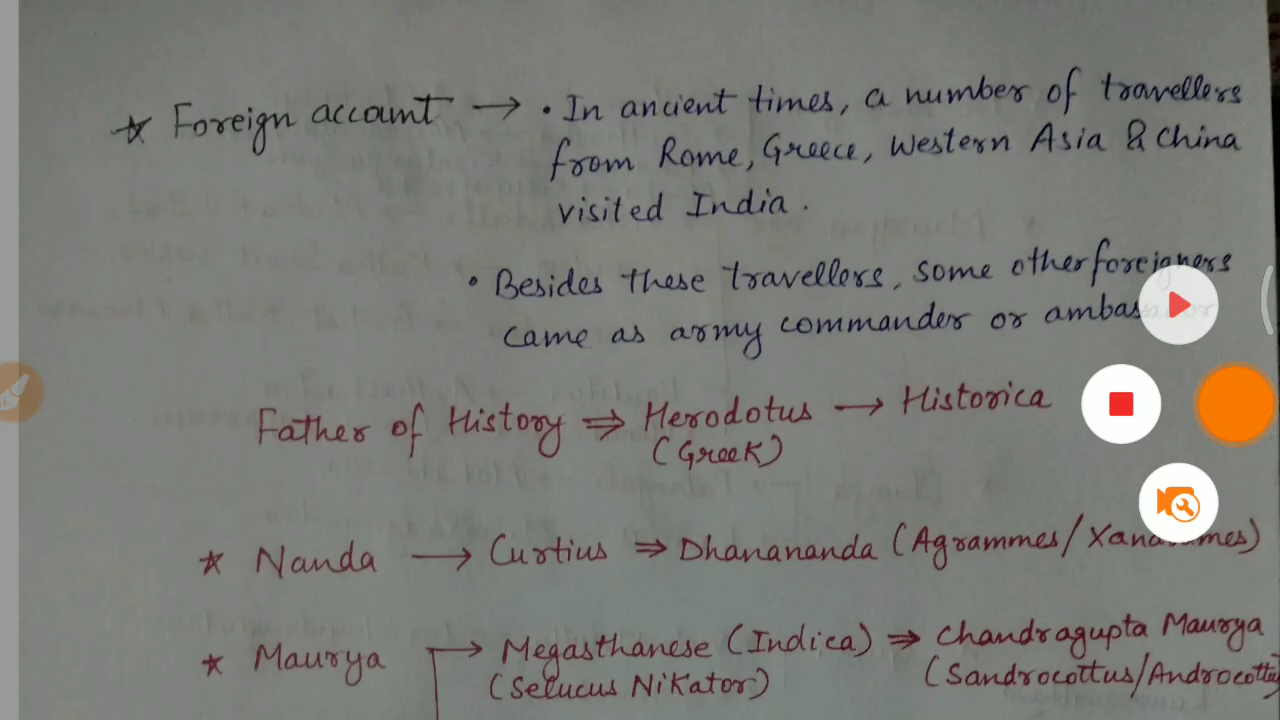 ☆ Foreign account → • In ancient times, a number of travellers
from Rome, Greece, Western Asia & China
visited India.
• Besides these travellers, some other foreigners
came as army commander or
Father of History ⇒ Herodotus → Historica
(Greek)
☆ Nanda → Curtius ⇒ Dhanananda (Agrammes/
☆ Maurya → Megasthanese (Indica) ⇒ Chandragupta Maurya
(Selucus Nikator) (Sandrocottus/